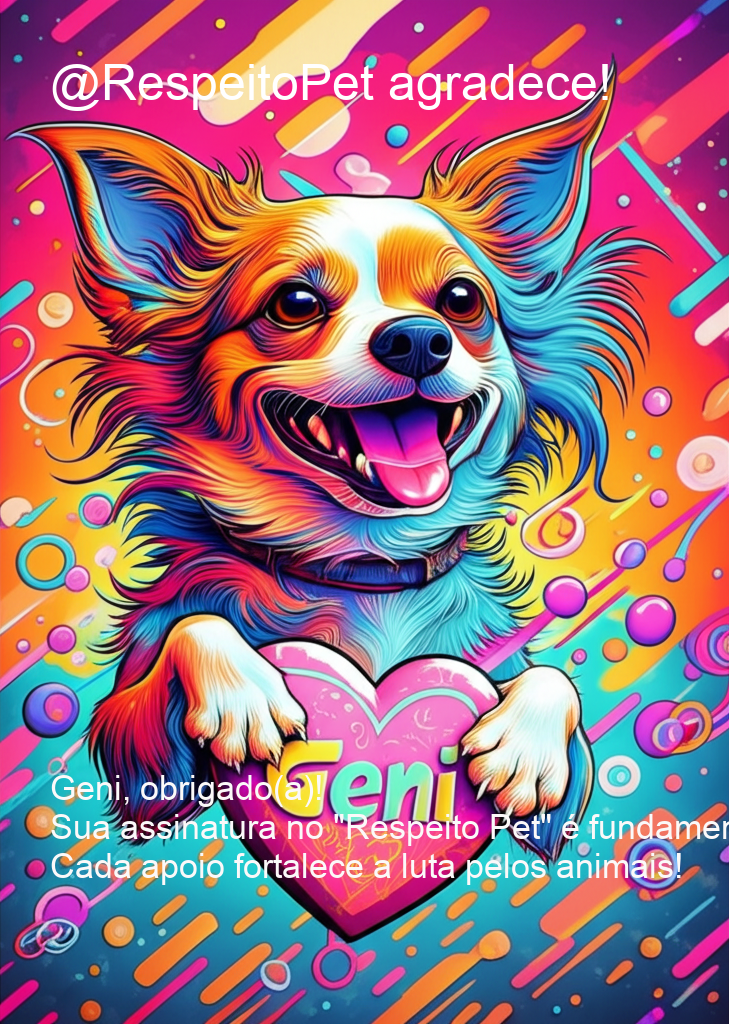 @RespeitoPet agradece!
Geni
Geni, obrigado(a)!
Sua assinatura no "Respeito Pet" é
Cada apoio fortalece a luta pelos animais!